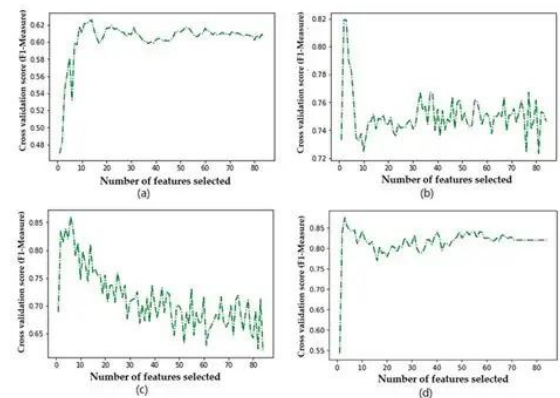 Cross validation score (F1-Measure)
0.62
0.60
0.58
0.56
0.54
0.52
0.50
0.48
0 10 20 30 40 50 60 70 80
Number of features selected
(a)
Cross validation score (F1-Measure)
0.82
0.80
0.78
0.76
0.74
0.72
0 10 20 30 40 50 60 70 80
Number of features selected
(b)
Cross validation score (F1-Measure)
0.85
0.80
0.75
0.70
0.65
0 10 20 30 40 50 60 70 80
Number of features selected
(c)
Cross validation score (F1-Measure)
0.85
0.80
0.75
0.70
0.65
0.60
0.55
0 10 20 30 40 50 60 70 80
Number of features selected
(d)